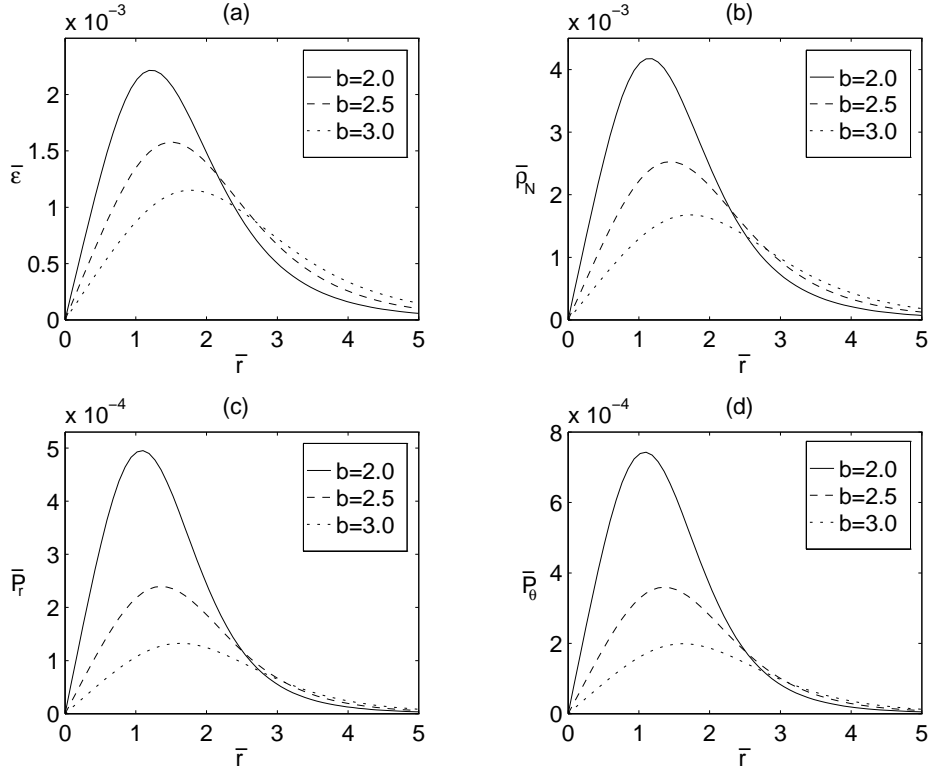 (a)
x 10⁻³
2
1.5
1
0.5
0
ε̄
b=2.0
b=2.5
b=3.0
0 1 2 3 4 5
r̄
(b)
x 10⁻³
4
3
2
1
0
ρ̄_N
b=2.0
b=2.5
b=3.0
0 1 2 3 4 5
r̄
(c)
x 10⁻⁴
5
4
3
2
1
0
P̄_r
b=2.0
b=2.5
b=3.0
0 1 2 3 4 5
r̄
(d)
x 10⁻⁴
8
6
4
2
0
P̄_θ
b=2.0
b=2.5
b=3.0
0 1 2 3 4 5
r̄